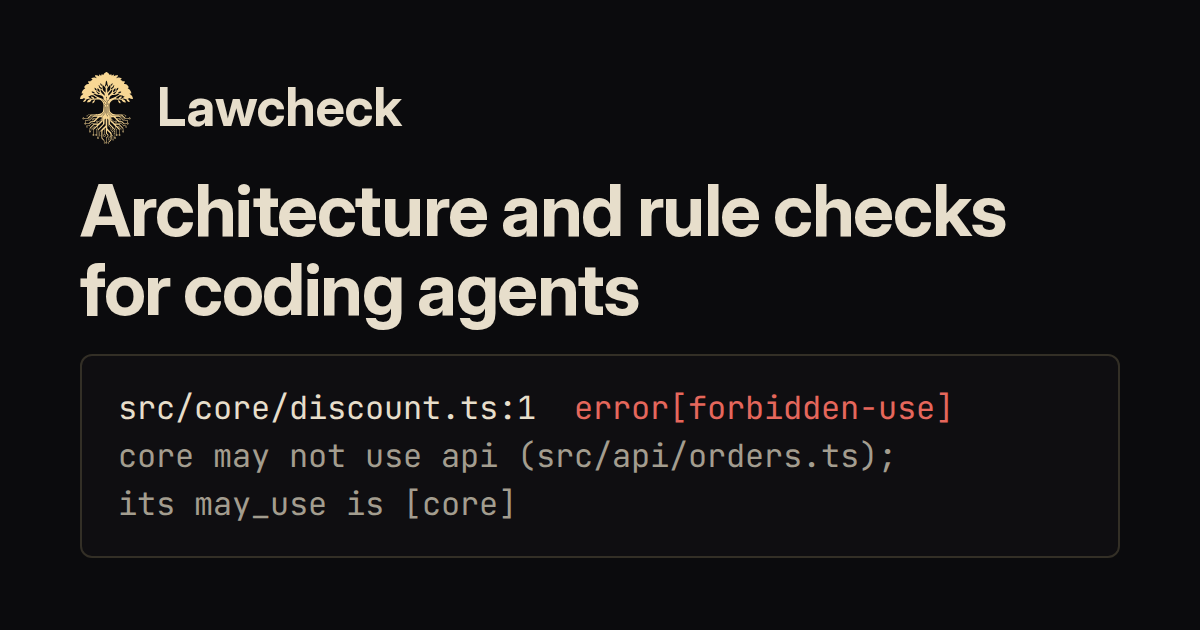 Lawcheck
Architecture and rule checks
for coding agents
src/core/discount.ts:1  error[forbidden-use]
core may not use api (src/api/orders.ts);
its may_use is [core]